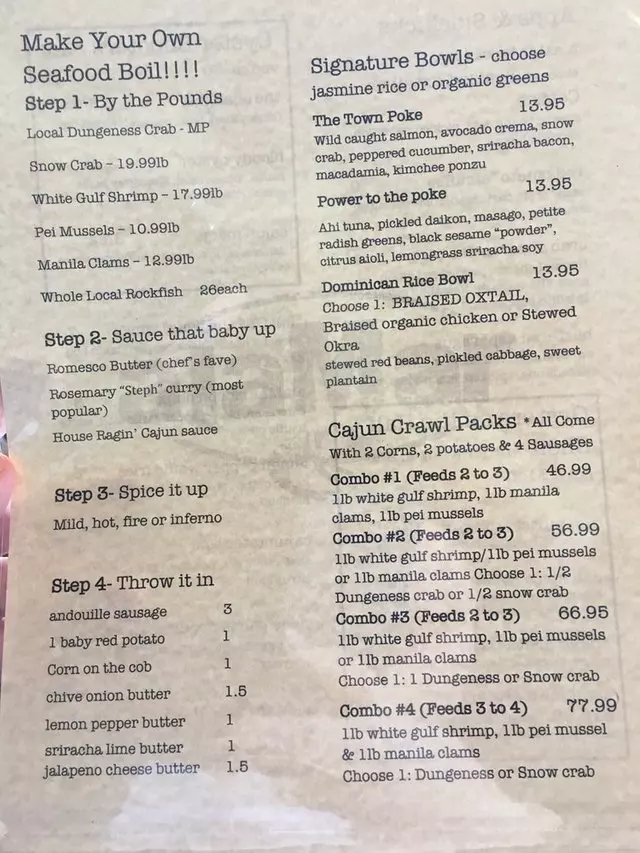 Make Your Own
Seafood Boil!!!!
Step 1- By the Pounds
Local Dungeness Crab - MP
Snow Crab - 19.99lb
White Gulf Shrimp - 17.99lb
Pei Mussels - 10.99lb
Manila Clams - 12.99lb
Whole Local Rockfish 26each
Step 2- Sauce that baby up
Romesco Butter (chef's fave)
Rosemary "Steph" curry (most
popular)
House Ragin' Cajun sauce
Step 3- Spice it up
Mild, hot, fire or inferno
Step 4- Throw it in
andouille sausage 3
1 baby red potato 1
Corn on the cob 1
chive onion butter 1.5
lemon pepper butter 1
sriracha lime butter 1
jalapeno cheese butter 1.5
Signature Bowls - choose
jasmine rice or organic greens
The Town Poke 13.95
Wild caught salmon, avocado crema, snow
crab, peppered cucumber, sriracha bacon,
macadamia, kimchee ponzu
Power to the poke 13.95
Ahi tuna, pickled daikon, masago, petite
radish greens, black sesame "powder",
citrus aioli, lemongrass sriracha soy
Dominican Rice Bowl 13.95
Choose 1: BRAISED OXTAIL,
Braised organic chicken or Stewed
Okra
stewed red beans, pickled cabbage, sweet
plantain
Cajun Crawl Packs *All Come
With 2 Corns, 2 potatoes & 4 Sausages
Combo #1 (Feeds 2 to 3) 46.99
1lb white gulf shrimp, 1lb manila
clams, 1lb pei mussels
Combo #2 (Feeds 2 to 3) 56.99
1lb white gulf shrimp/1lb pei mussels
or 1lb manila clams Choose 1: 1/2
Dungeness crab or 1/2 snow crab
Combo #3 (Feeds 2 to 3) 66.95
1lb white gulf shrimp, 1lb pei mussels
or 1lb manila clams
Choose 1: 1 Dungeness or Snow crab
Combo #4 (Feeds 3 to 4) 77.99
1lb white gulf shrimp, 1lb pei mussel
& 1lb manila clams
Choose 1: Dungeness or Snow crab